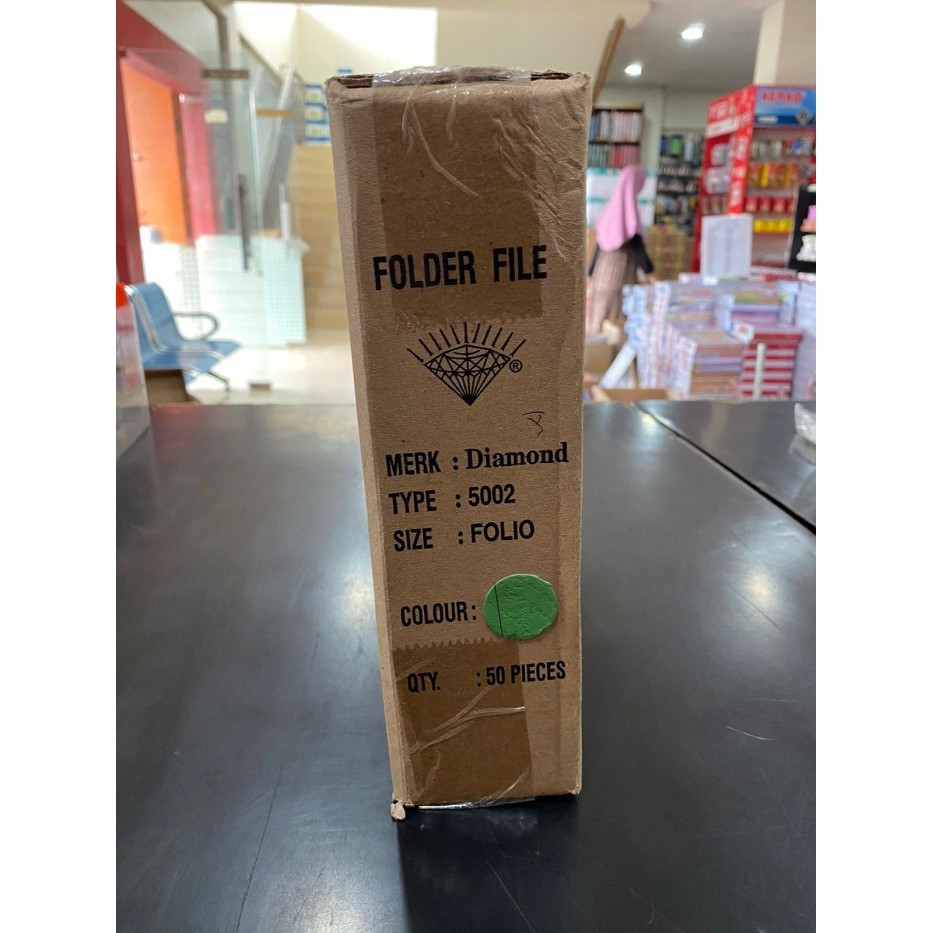 FOLDER FILE
®
MERK : Diamond
TYPE : 5002
SIZE : FOLIO
COLOUR :
QTY. : 50 PIECES